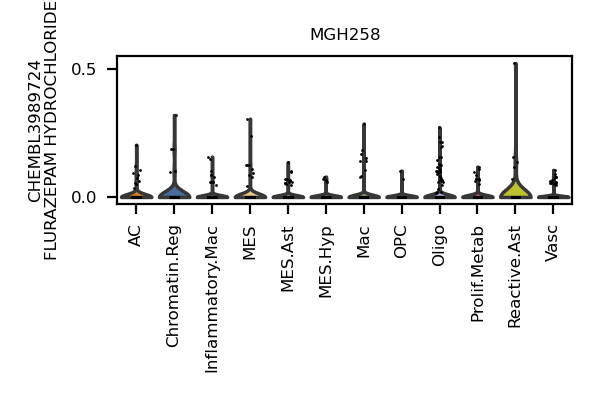 MGH258
CHEMBL3989724
FLURAZEPAM HYDROCHLORIDE
0.5
0.0
AC
Chromatin.Reg
Inflammatory.Mac
MES
MES.Ast
MES.Hyp
Mac
OPC
Oligo
Prolif.Metab
Reactive.Ast
Vasc